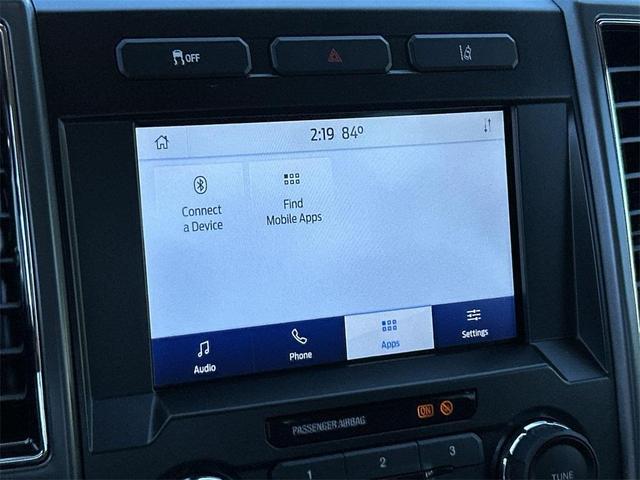 OFF
2:19 84°
Connect
a Device
Find
Mobile Apps
Audio
Phone
Apps
Settings
PASSENGER AIRBAG
ON
1
2
3
TUNE